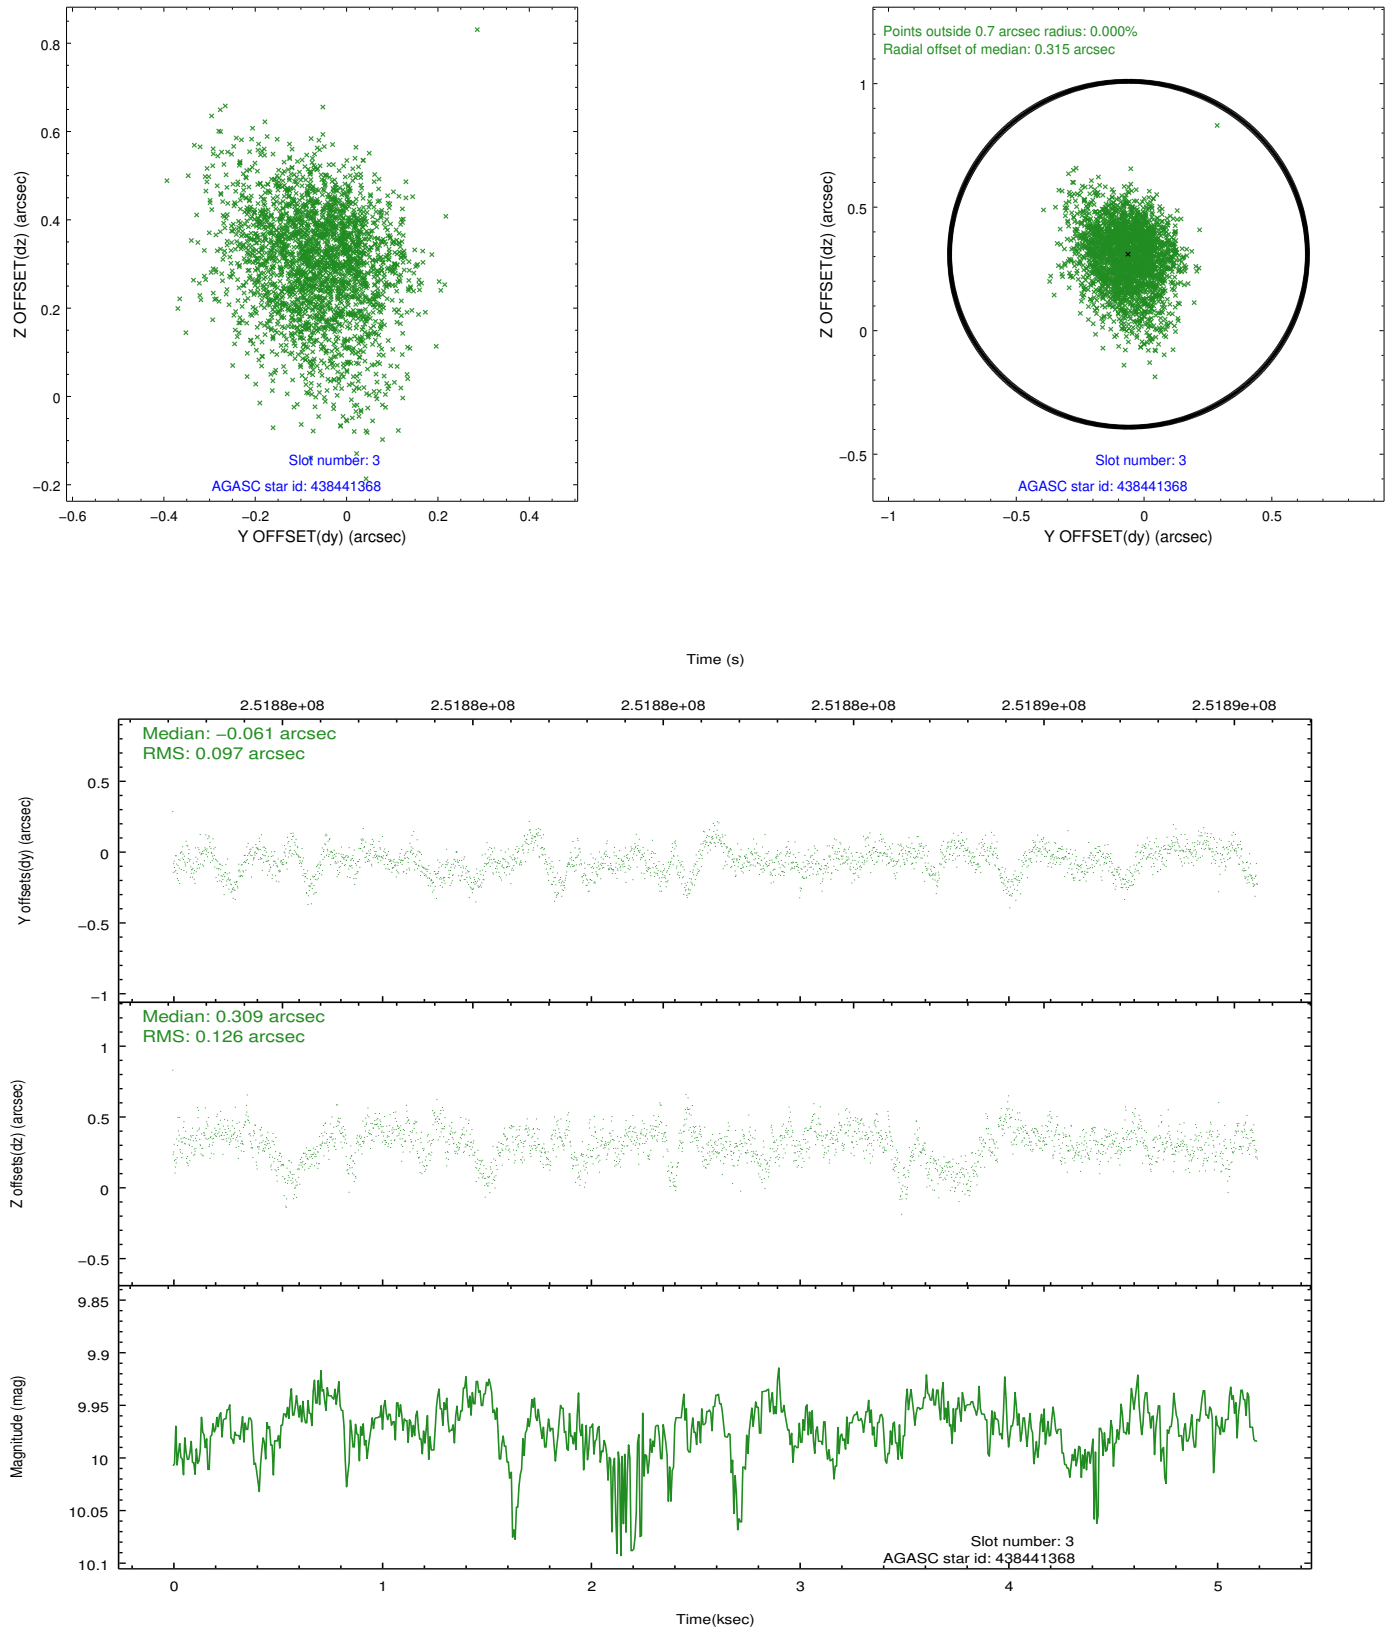 0.8
0.6
0.4
0.2
0
−0.2
Z OFFSET(dz) (arcsec)
Slot number: 3
AGASC star id: 438441368
−0.6
−0.4
−0.2
0
0.2
0.4
Y OFFSET(dy) (arcsec)
Points outside 0.7 arcsec radius: 0.000%
Radial offset of median: 0.315 arcsec
1
0.5
0
−0.5
Z OFFSET(dz) (arcsec)
Slot number: 3
AGASC star id: 438441368
−1
−0.5
0
0.5
Y OFFSET(dy) (arcsec)
Time (s)
2.5188e+08
2.5188e+08
2.5188e+08
2.5188e+08
2.5189e+08
2.5189e+08
Median: −0.061 arcsec
RMS: 0.097 arcsec
0.5
0
−0.5
−1
Y offsets(dy) (arcsec)
Median: 0.309 arcsec
RMS: 0.126 arcsec
1
0.5
0
−0.5
Z offsets(dz) (arcsec)
9.85
9.9
9.95
10
10.05
10.1
Magnitude (mag)
Slot number: 3
AGASC star id: 438441368
0
1
2
3
4
5
Time(ksec)